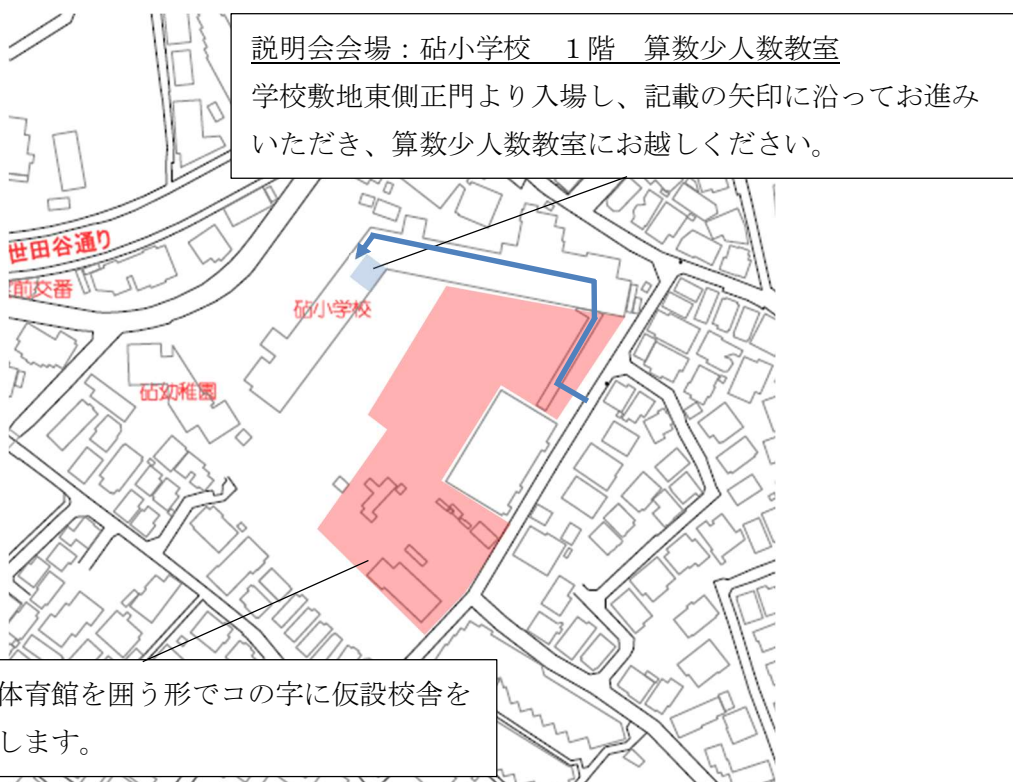 説明会会場：砧小学校　１階　算数少人数教室
学校敷地東側正門より入場し、記載の矢印に沿ってお進み
いただき、算数少人数教室にお越しください。
世田谷通り
前交番
砧小学校
砧幼稚園
体育館を囲う形でコの字に仮設校舎を
します。